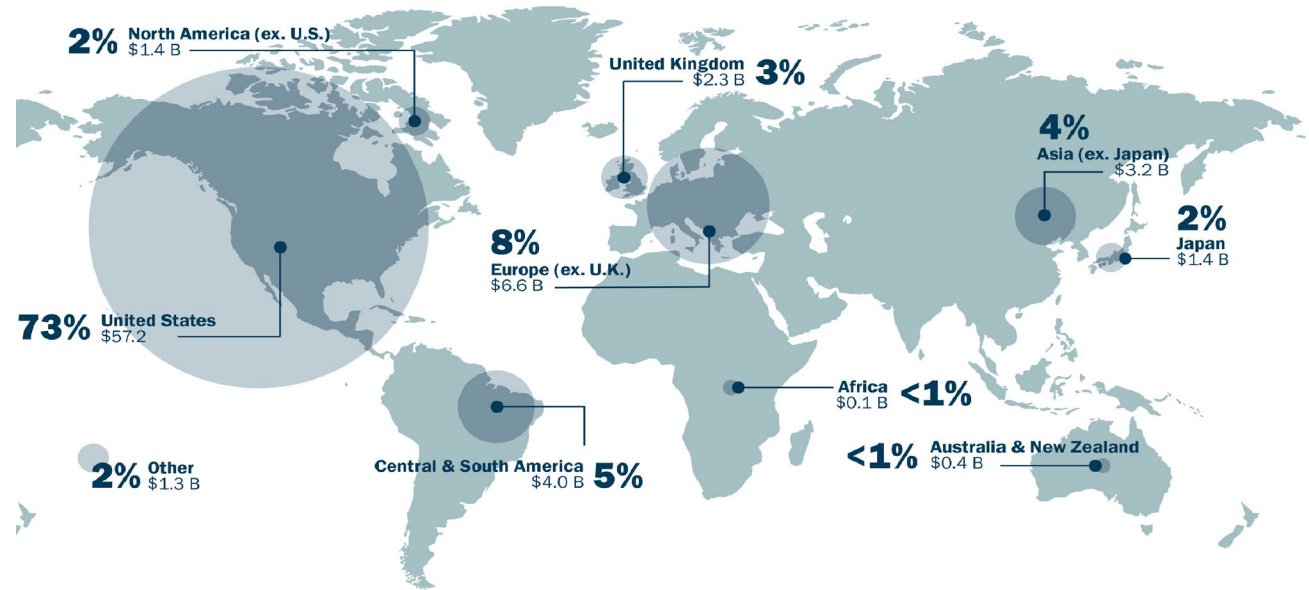 2% North America (ex. U.S.)
$1.4 B
United Kingdom 3%
$2.3 B
4%
Asia (ex. Japan)
$3.2 B
2%
Japan
$1.4 B
8%
Europe (ex. U.K.)
$6.6 B
73% United States
$57.2
Africa <1%
$0.1 B
<1% Australia & New Zealand
$0.4 B
Central & South America 5%
$4.0 B
2% Other
$1.3 B